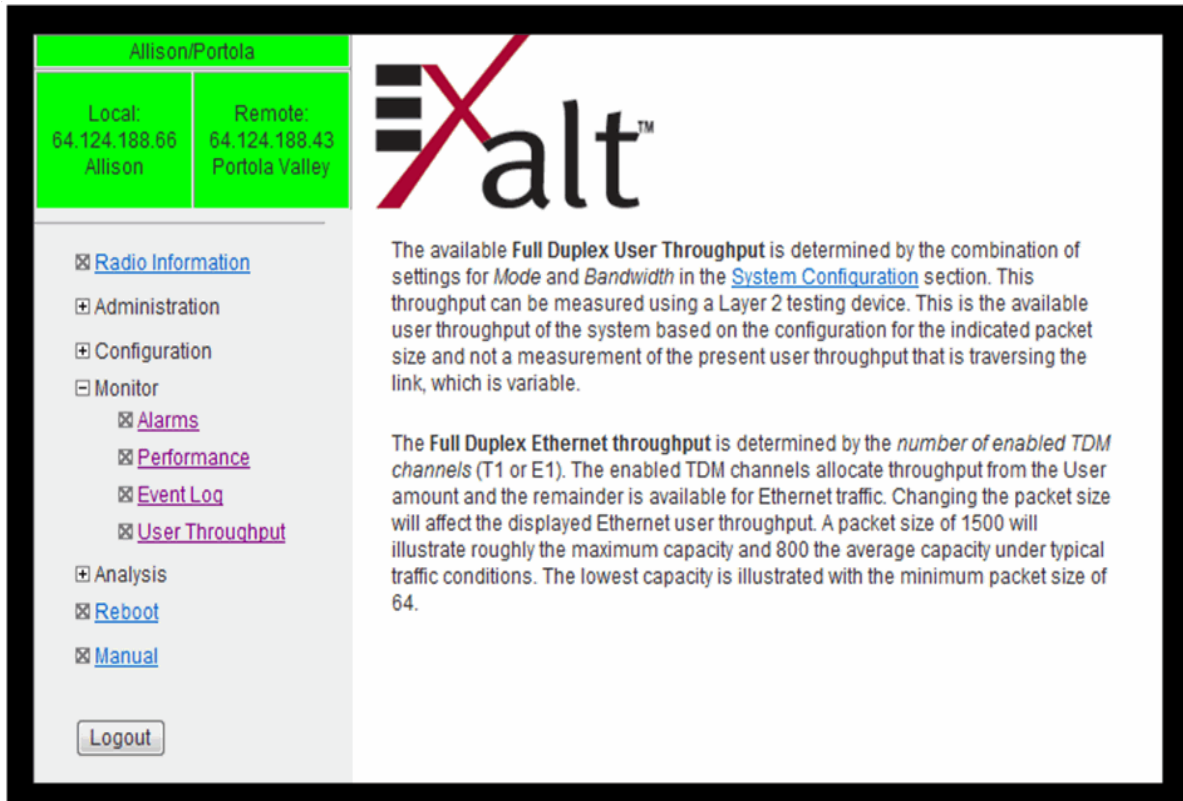 Allison/Portola
Local:
64.124.188.66
Allison
Remote:
64.124.188.43
Portola Valley
Radio Information
Administration
Configuration
Monitor
Alarms
Performance
Event Log
User Throughput
Analysis
Reboot
Manual
Logout
EXalt™
The available Full Duplex User Throughput is determined by the combination of
settings for Mode and Bandwidth in the System Configuration section. This
throughput can be measured using a Layer 2 testing device. This is the available
user throughput of the system based on the configuration for the indicated packet
size and not a measurement of the present user throughput that is traversing the
link, which is variable.
The Full Duplex Ethernet throughput is determined by the number of enabled TDM
channels (T1 or E1). The enabled TDM channels allocate throughput from the User
amount and the remainder is available for Ethernet traffic. Changing the packet size
will affect the displayed Ethernet user throughput. A packet size of 1500 will
illustrate roughly the maximum capacity and 800 the average capacity under typical
traffic conditions. The lowest capacity is illustrated with the minimum packet size of
64.